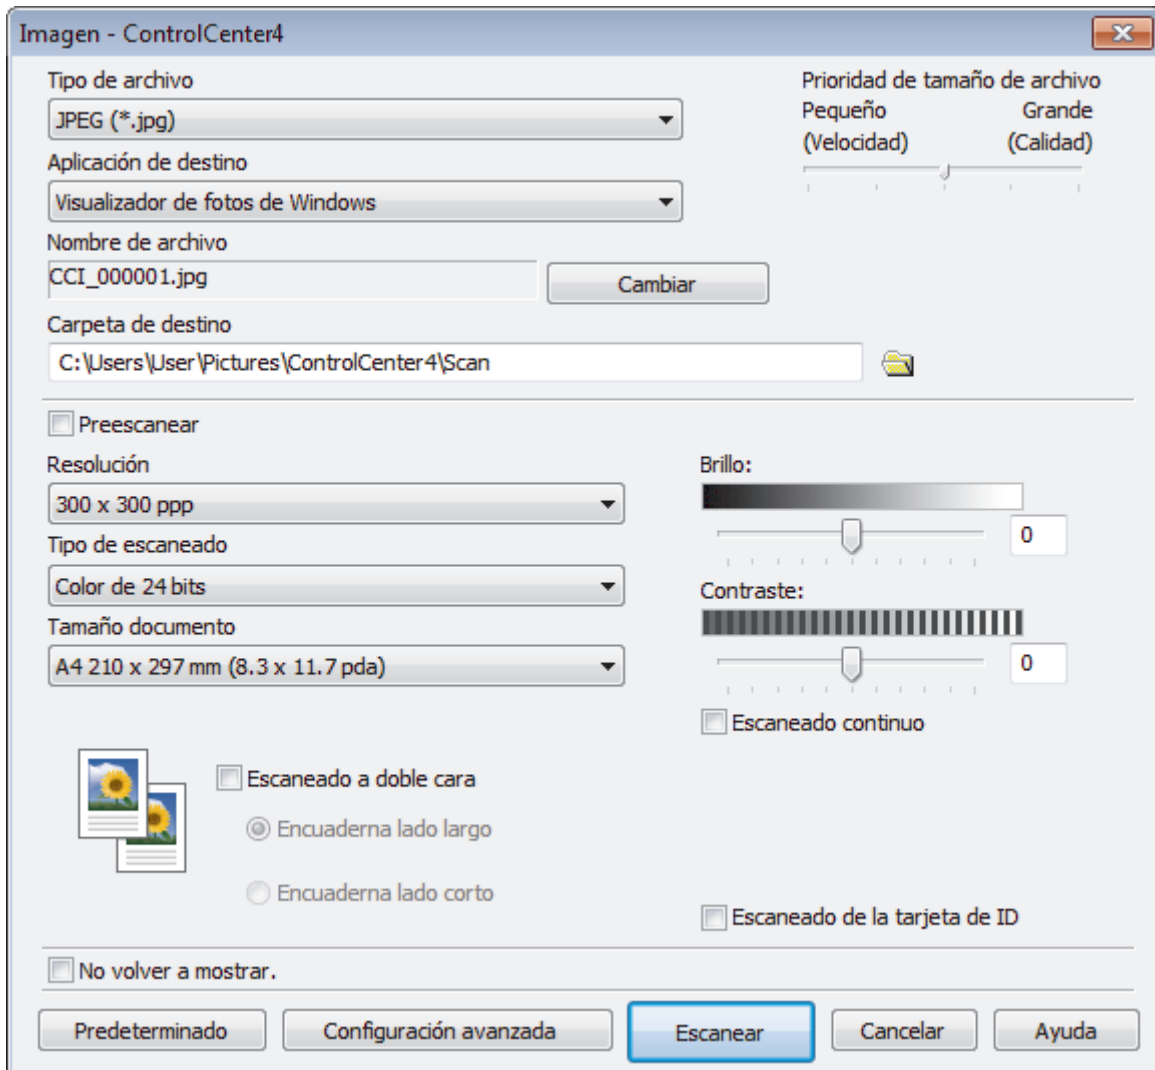 Imagen - ControlCenter4
Tipo de archivo
JPEG (*.jpg)
Prioridad de tamaño de archivo
Pequeño Grande
(Velocidad) (Calidad)
Aplicación de destino
Visualizador de fotos de Windows
Nombre de archivo
CCI_000001.jpg
Cambiar
Carpeta de destino
C:\Users\User\Pictures\ControlCenter4\Scan
Preescanear
Resolución
300 x 300 ppp
Tipo de escaneado
Color de 24 bits
Tamaño documento
A4 210 x 297 mm (8.3 x 11.7 pda)
Brillo:
0
Contraste:
0
Escaneado continuo
Escaneado a doble cara
Encuaderna lado largo
Encuaderna lado corto
Escaneado de la tarjeta de ID
No volver a mostrar.
Predeterminado
Configuración avanzada
Escanear
Cancelar
Ayuda